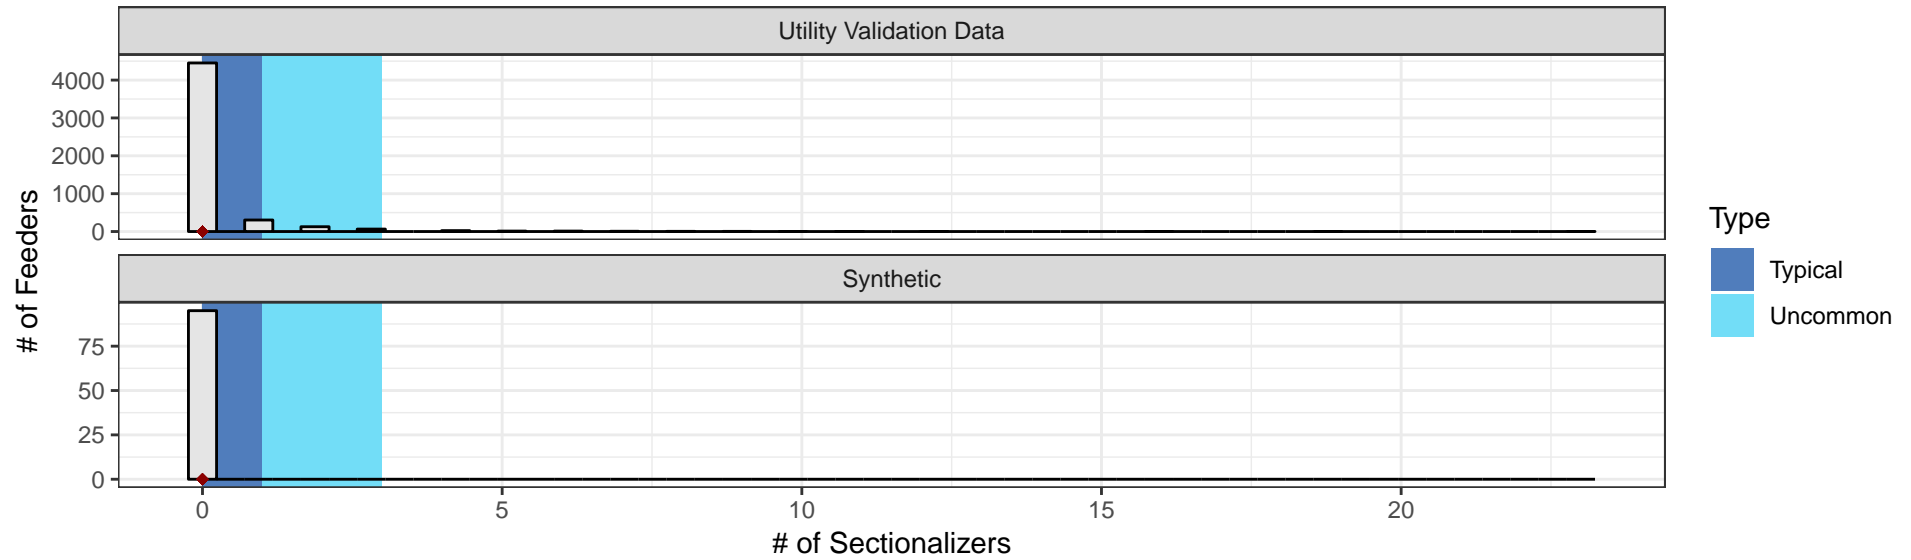 Utility Validation Data
4000
3000
2000
1000
0
Synthetic
75
50
25
0
0 5 10 15 20
# of Sectionalizers
# of Feeders
Type
Typical
Uncommon